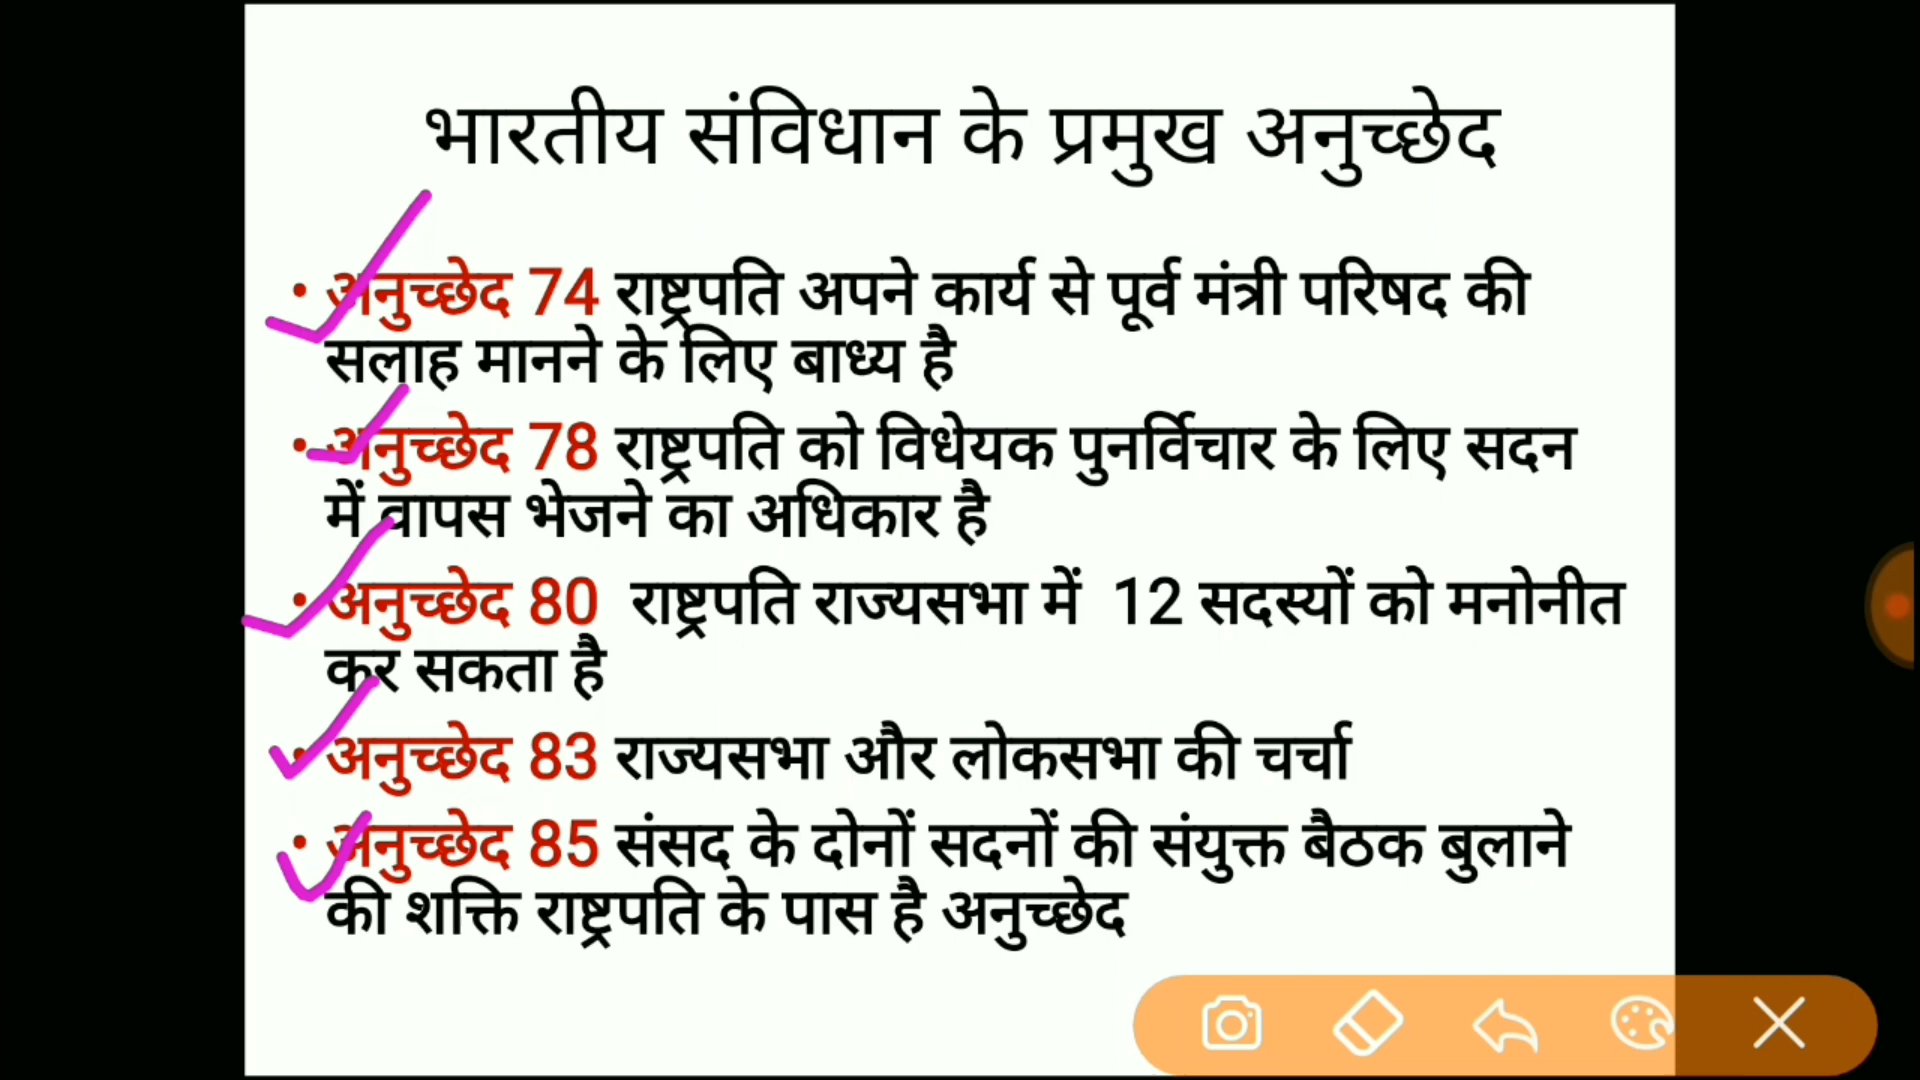 भारतीय संविधान के प्रमुख अनुच्छेद
• अनुच्छेद 74 राष्ट्रपति अपने कार्य से पूर्व मंत्री परिषद की
सलाह मानने के लिए बाध्य है
• अनुच्छेद 78 राष्ट्रपति को विधेयक पुनर्विचार के लिए सदन
में वापस भेजने का अधिकार है
• अनुच्छेद 80 राष्ट्रपति राज्यसभा में 12 सदस्यों को मनोनीत
कर सकता है
• अनुच्छेद 83 राज्यसभा और लोकसभा की चर्चा
• अनुच्छेद 85 संसद के दोनों सदनों की संयुक्त बैठक बुलाने
की शक्ति राष्ट्रपति के पास है अनुच्छेद